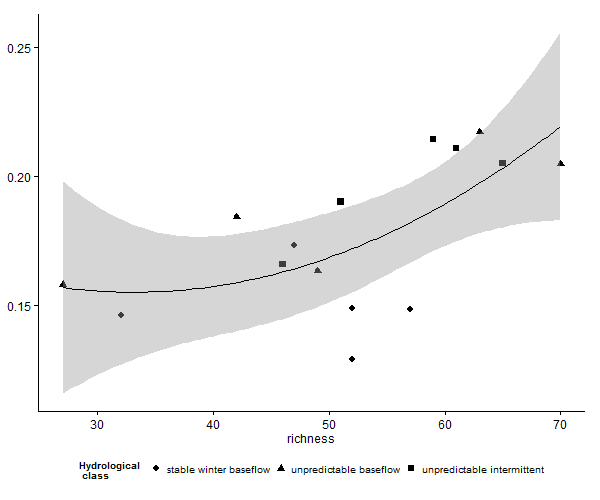 0.25
0.20
0.15
30 40 50 60 70
richness
Hydrological
class
stable winter baseflow unpredictable baseflow unpredictable intermittent